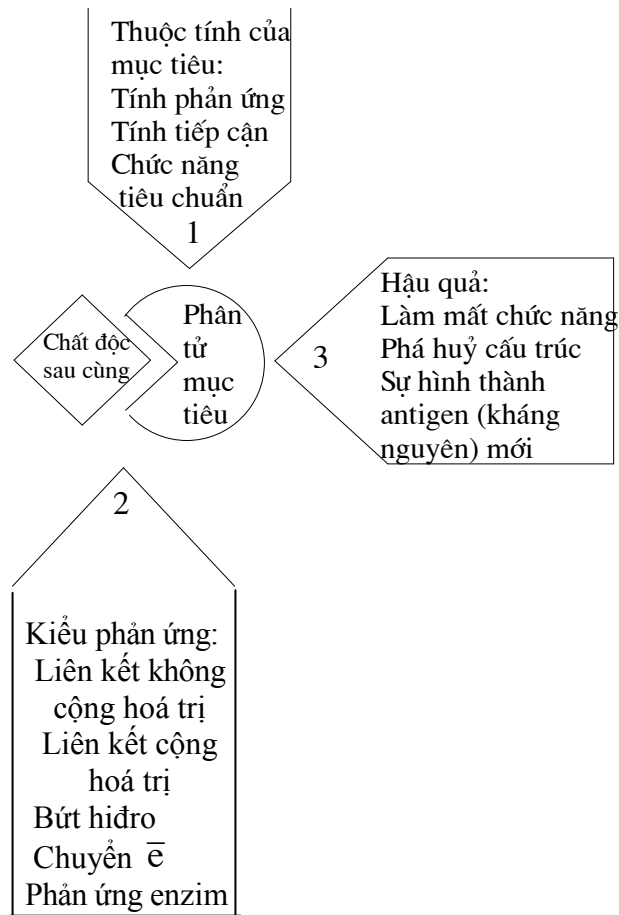 Thuộc tính của
mục tiêu:
Tính phản ứng
Tính tiếp cận
Chức năng
tiêu chuẩn
1
Chất độc
sau cùng
Phân
tử
mục
tiêu
3
Hậu quả:
Làm mất chức năng
Phá huỷ cấu trúc
Sự hình thành
antigen (kháng
nguyên) mới
2
Kiểu phản ứng:
Liên kết không
cộng hoá trị
Liên kết cộng
hoá trị
Bứt hiđro
Chuyển e̅
Phản ứng enzim